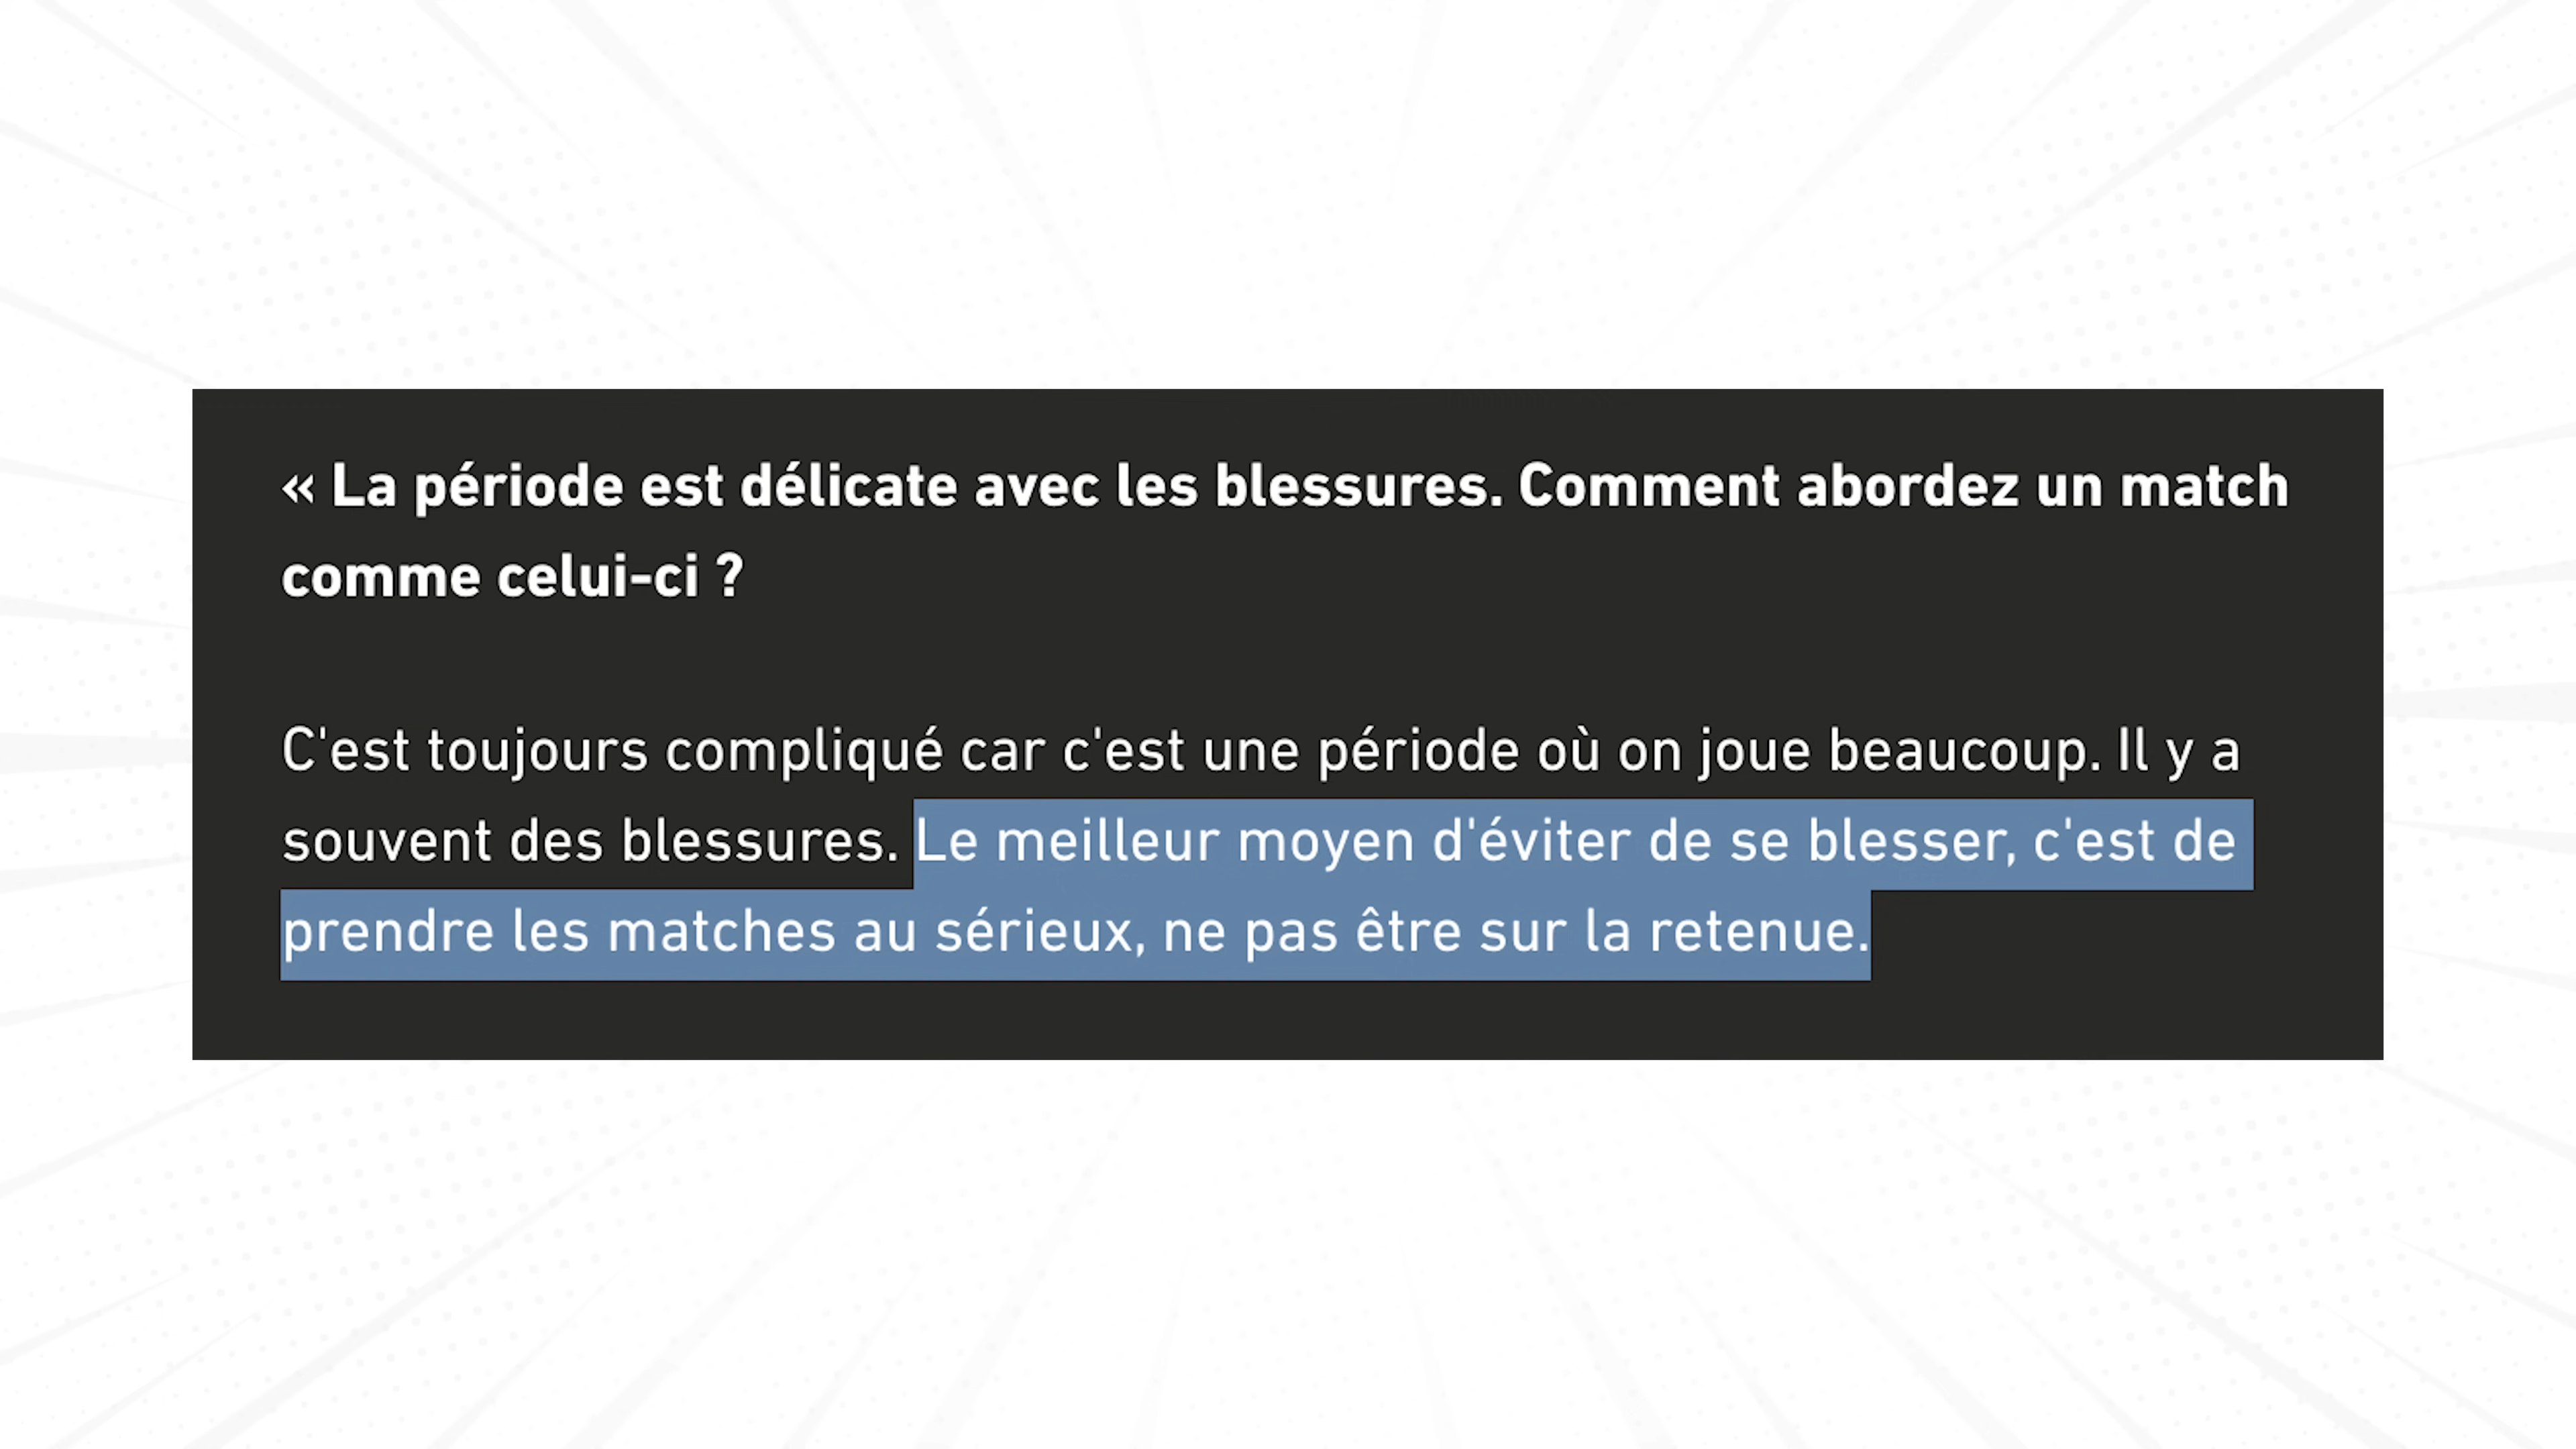 « La période est délicate avec les blessures. Comment abordez un match
comme celui-ci ?
C'est toujours compliqué car c'est une période où on joue beaucoup. Il y a
souvent des blessures. Le meilleur moyen d'éviter de se blesser, c'est de
prendre les matches au sérieux, ne pas être sur la retenue.